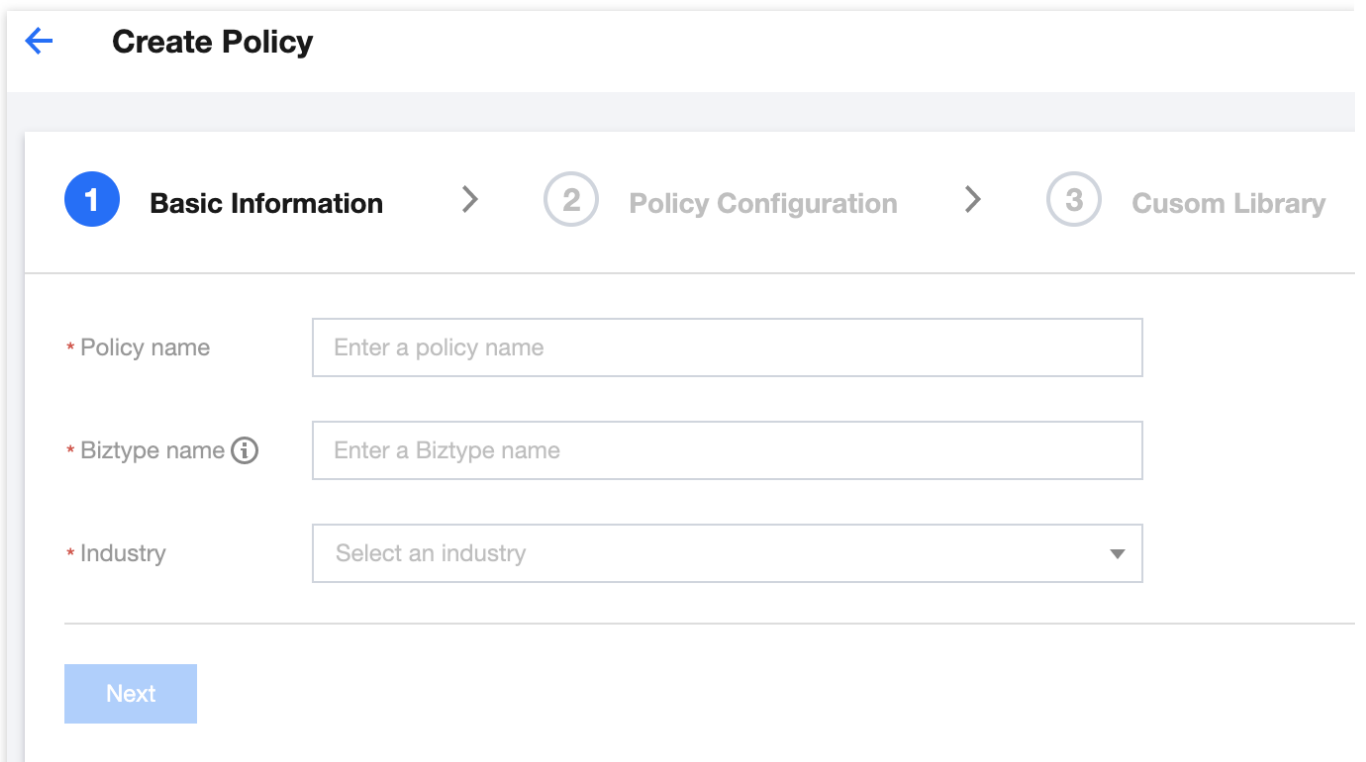 Create Policy
1 Basic Information > 2 Policy Configuration > 3 Cusom Library
* Policy name Enter a policy name
* Biztype name i Enter a Biztype name
* Industry Select an industry
Next